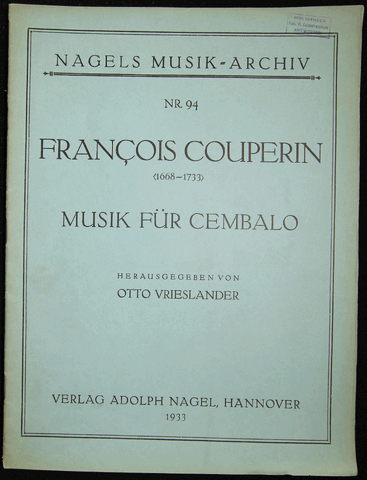 NAGELS MUSIK-ARCHIV
NR 94
FRANÇOIS COUPERIN
(1668-1733)
MUSIK FÜR CEMBALO
HERAUSGEGEBEN VON
OTTO VRIESLANDER
VERLAG ADOLPH NAGEL, HANNOVER
1933